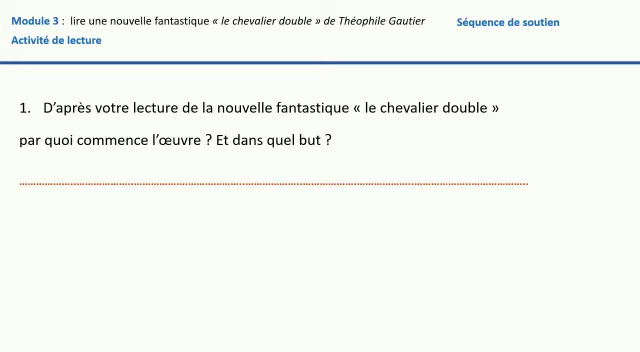 Module 3 : lire une nouvelle fantastique « le chevalier double » de Théophile Gautier
Séquence de soutien
Activité de lecture
1. D’après votre lecture de la nouvelle fantastique « le chevalier double »
par quoi commence l’œuvre ? Et dans quel but ?
……………………………………………………………………………………………………………………………